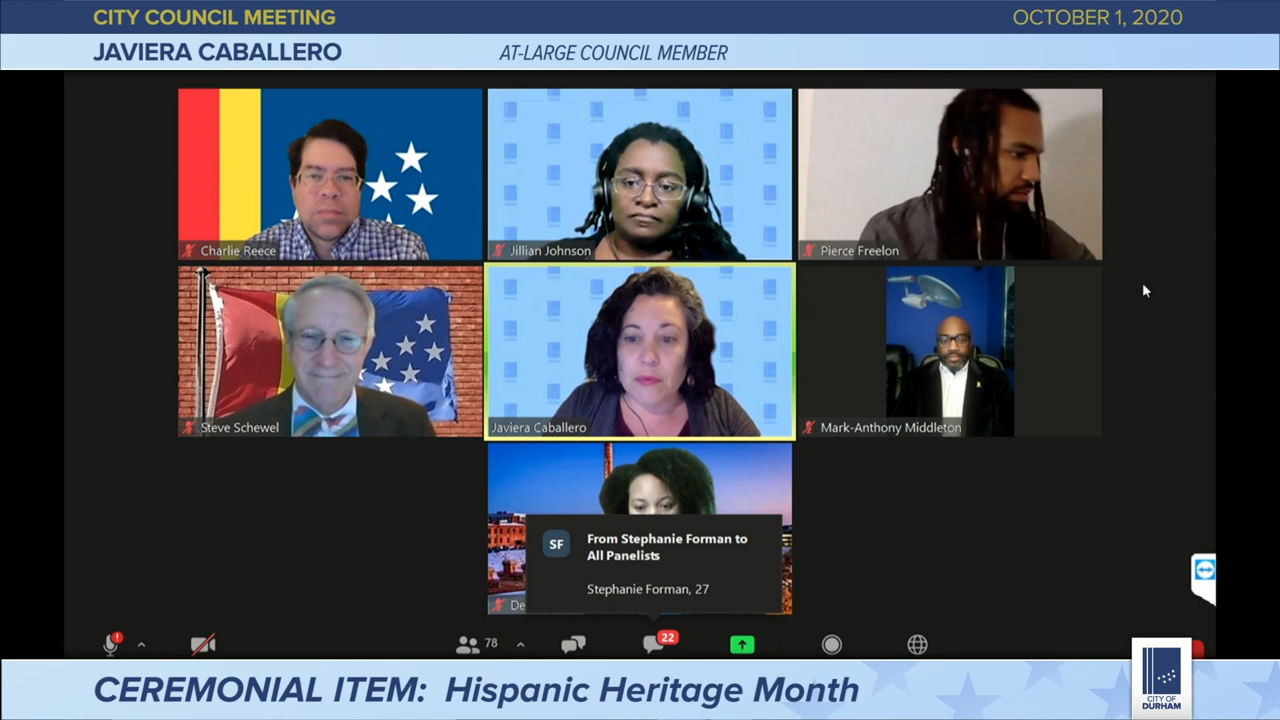 CITY COUNCIL MEETING
OCTOBER 1, 2020
JAVIERA CABALLERO
AT-LARGE COUNCIL MEMBER
Charlie Reece
Jillian Johnson
Pierce Freelon
Steve Schewel
Javiera Caballero
Mark-Anthony Middleton
SF
From Stephanie Forman to
All Panelists
Stephanie Forman, 27
De
78
22
CEREMONIAL ITEM: Hispanic Heritage Month
CITY OF
DURHAM